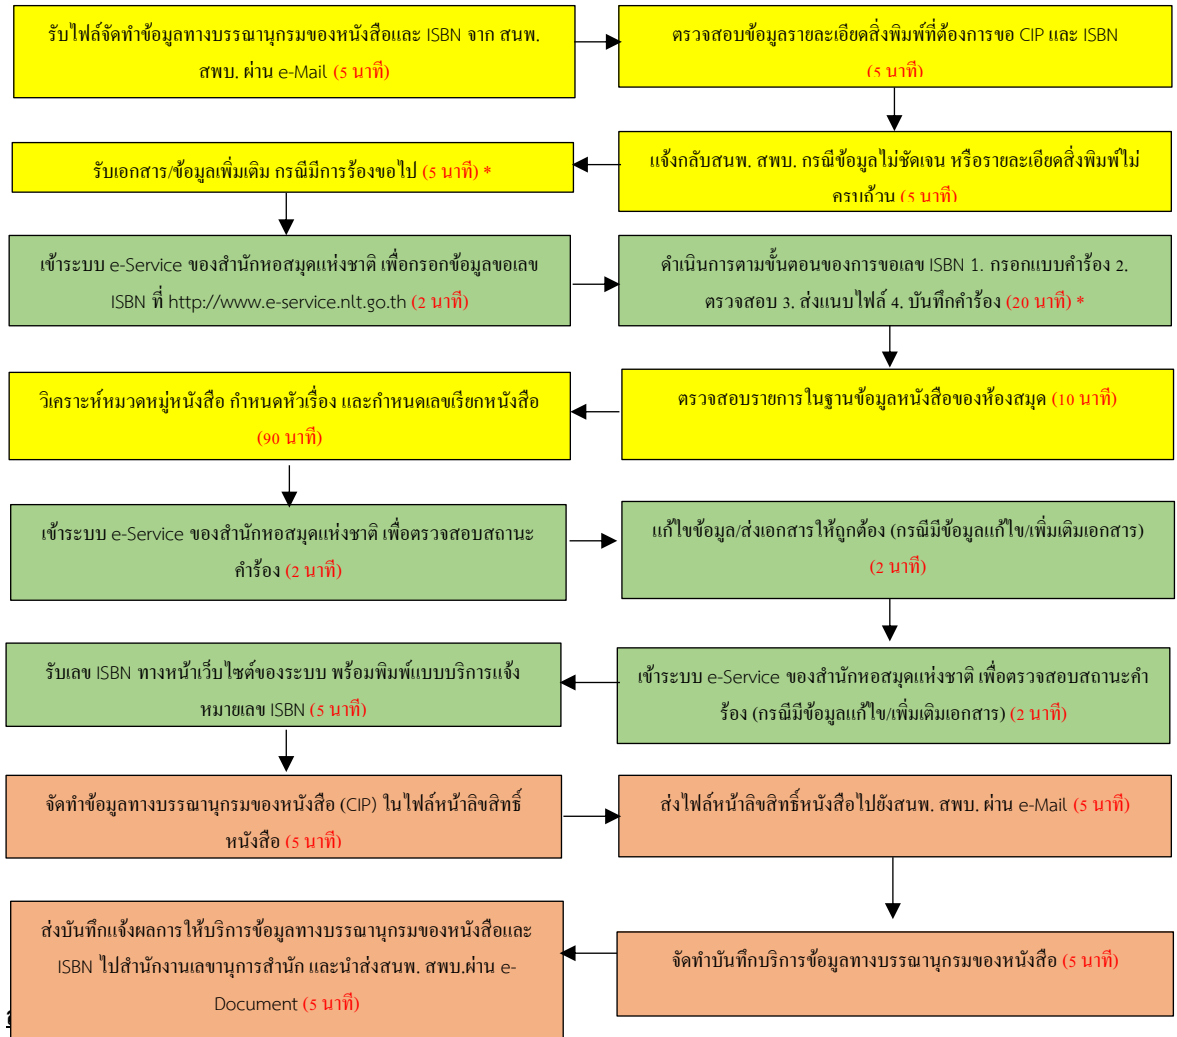 รับไฟล์จัดทำข้อมูลทางบรรณานุกรมของหนังสือและ ISBN จาก สนพ.
สพบ. ผ่าน e-Mail (5 นาที)
ตรวจสอบข้อมูลรายละเอียดสิ่งพิมพ์ที่ต้องการขอ CIP และ ISBN
(5 นาที)
แจ้งกลับสนพ. สพบ. กรณีข้อมูลไม่ชัดเจน หรือรายละเอียดสิ่งพิมพ์ไม่
ครบถ้วน (5 นาที)
รับเอกสาร/ข้อมูลเพิ่มเติม กรณีมีการร้องขอไป (5 นาที) *
เข้าระบบ e-Service ของสำนักหอสมุดแห่งชาติ เพื่อกรอกข้อมูลขอเลข
ISBN ที่ http://www.e-service.nlt.go.th (2 นาที)
ดำเนินการตามขั้นตอนของการขอเลข ISBN 1. กรอกแบบคำร้อง 2.
ตรวจสอบ 3. ส่งแนบไฟล์ 4. บันทึกคำร้อง (20 นาที) *
ตรวจสอบรายการในฐานข้อมูลหนังสือของห้องสมุด (10 นาที)
วิเคราะห์หมวดหมู่หนังสือ กำหนดหัวเรื่อง และกำหนดเลขเรียกหนังสือ
(90 นาที)
เข้าระบบ e-Service ของสำนักหอสมุดแห่งชาติ เพื่อตรวจสอบสถานะ
คำร้อง (2 นาที)
แก้ไขข้อมูล/ส่งเอกสารให้ถูกต้อง (กรณีมีข้อมูลแก้ไข/เพิ่มเติมเอกสาร)
(2 นาที)
เข้าระบบ e-Service ของสำนักหอสมุดแห่งชาติ เพื่อตรวจสอบสถานะคำ
ร้อง (กรณีมีข้อมูลแก้ไข/เพิ่มเติมเอกสาร) (2 นาที)
รับเลข ISBN ทางหน้าเว็บไซต์ของระบบ พร้อมพิมพ์แบบบริการแจ้ง
หมายเลข ISBN (5 นาที)
จัดทำข้อมูลทางบรรณานุกรมของหนังสือ (CIP) ในไฟล์หน้าลิขสิทธิ์
หนังสือ (5 นาที)
ส่งไฟล์หน้าลิขสิทธิ์หนังสือไปยังสนพ. สพบ. ผ่าน e-Mail (5 นาที)
จัดทำบันทึกบริการข้อมูลทางบรรณานุกรมของหนังสือ (5 นาที)
ส่งบันทึกแจ้งผลการให้บริการข้อมูลทางบรรณานุกรมของหนังสือและ
ISBN ไปสำนักงานเลขานุการสำนัก และนำส่งสนพ. สพบ.ผ่าน e-
Document (5 นาที)